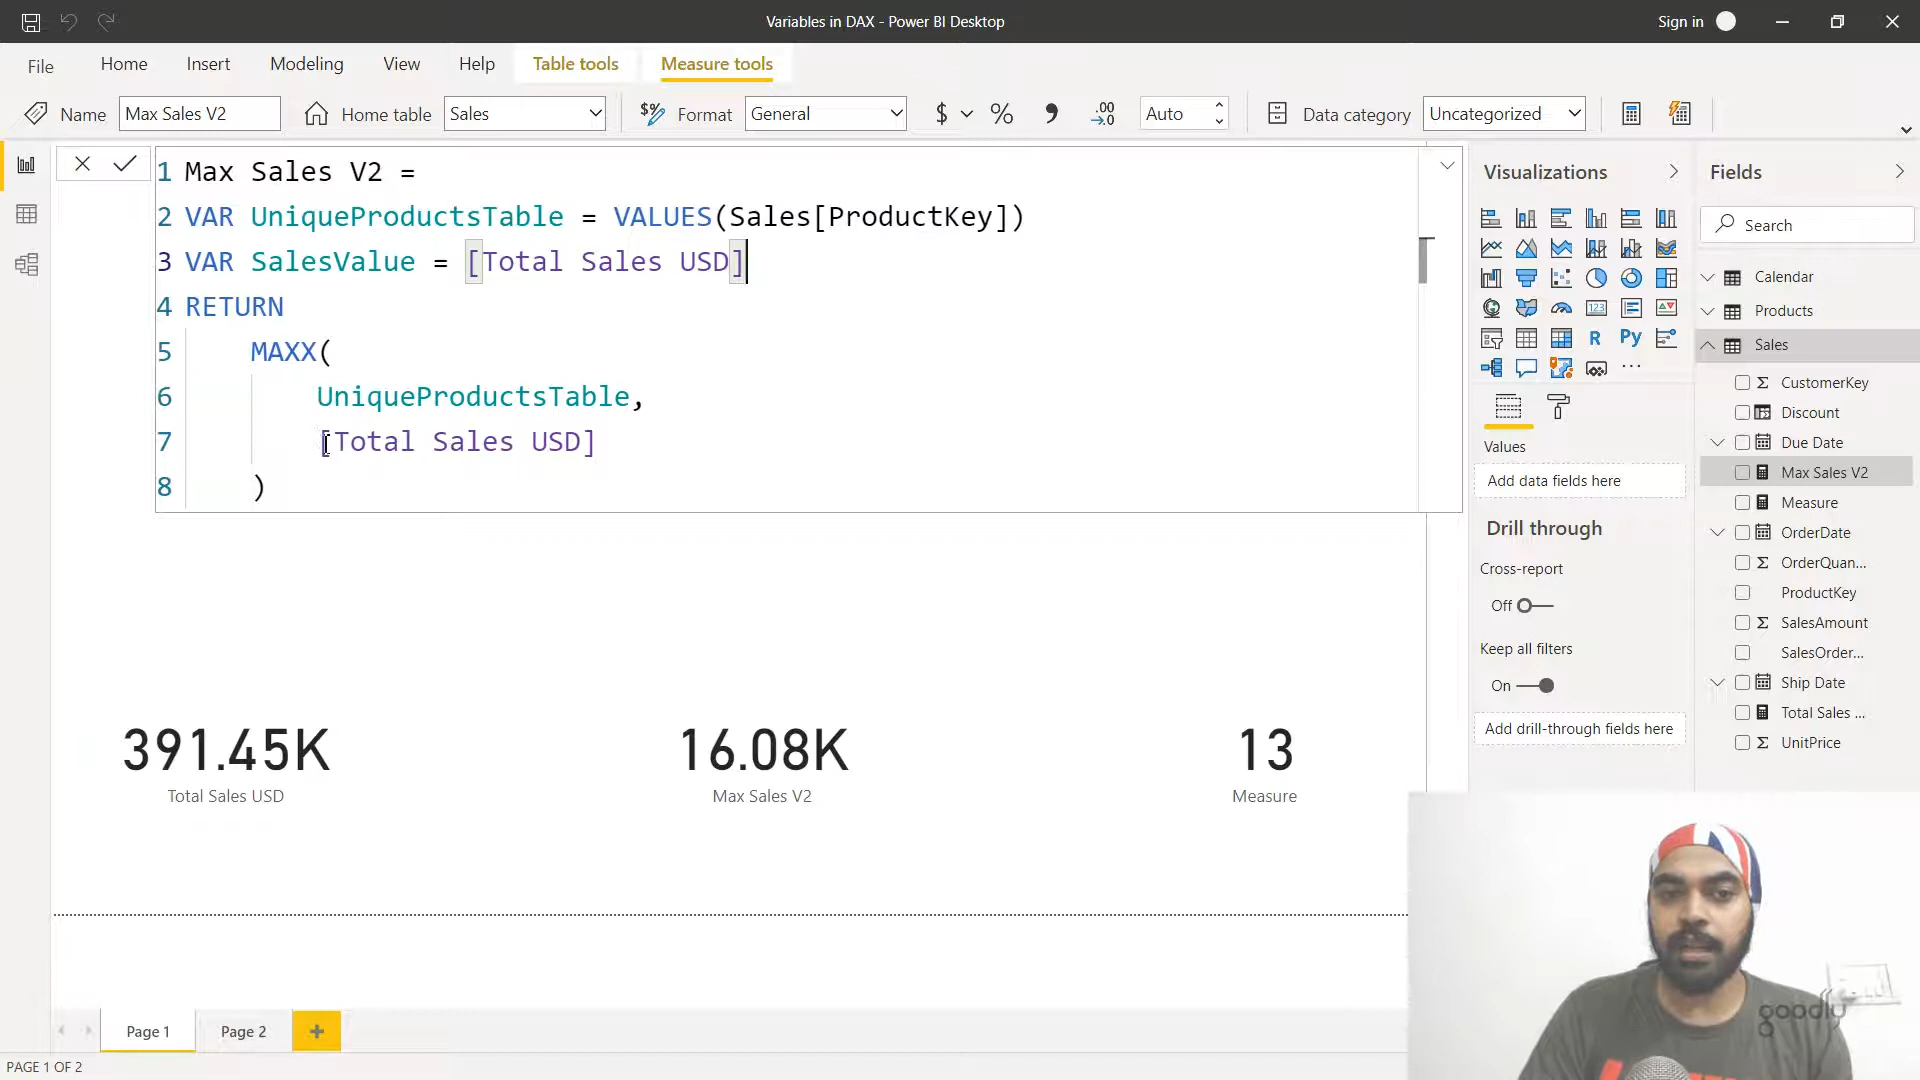 Variables in DAX - Power BI Desktop
Sign in
File
Home
Insert
Modeling
View
Help
Table tools
Measure tools
Name
Max Sales V2
Home table
Sales
Format
General
$
%
Auto
Data category
Uncategorized
1 Max Sales V2 =
2 VAR UniqueProductsTable = VALUES(Sales[ProductKey])
3 VAR SalesValue = [Total Sales USD]
4 RETURN
5 MAXX(
6 UniqueProductsTable,
7 [Total Sales USD]
8 )
391.45K
Total Sales USD
16.08K
Max Sales V2
13
Measure
Visualizations
123
R
Py
...
Values
Add data fields here
Drill through
Cross-report
Off
Keep all filters
On
Add drill-through fields here
Fields
Search
Calendar
Products
Sales
CustomerKey
Discount
Due Date
Max Sales V2
Measure
OrderDate
OrderQuan...
ProductKey
SalesAmount
SalesOrder...
Ship Date
Total Sales ...
UnitPrice
goodly
Page 1
Page 2
+
PAGE 1 OF 2